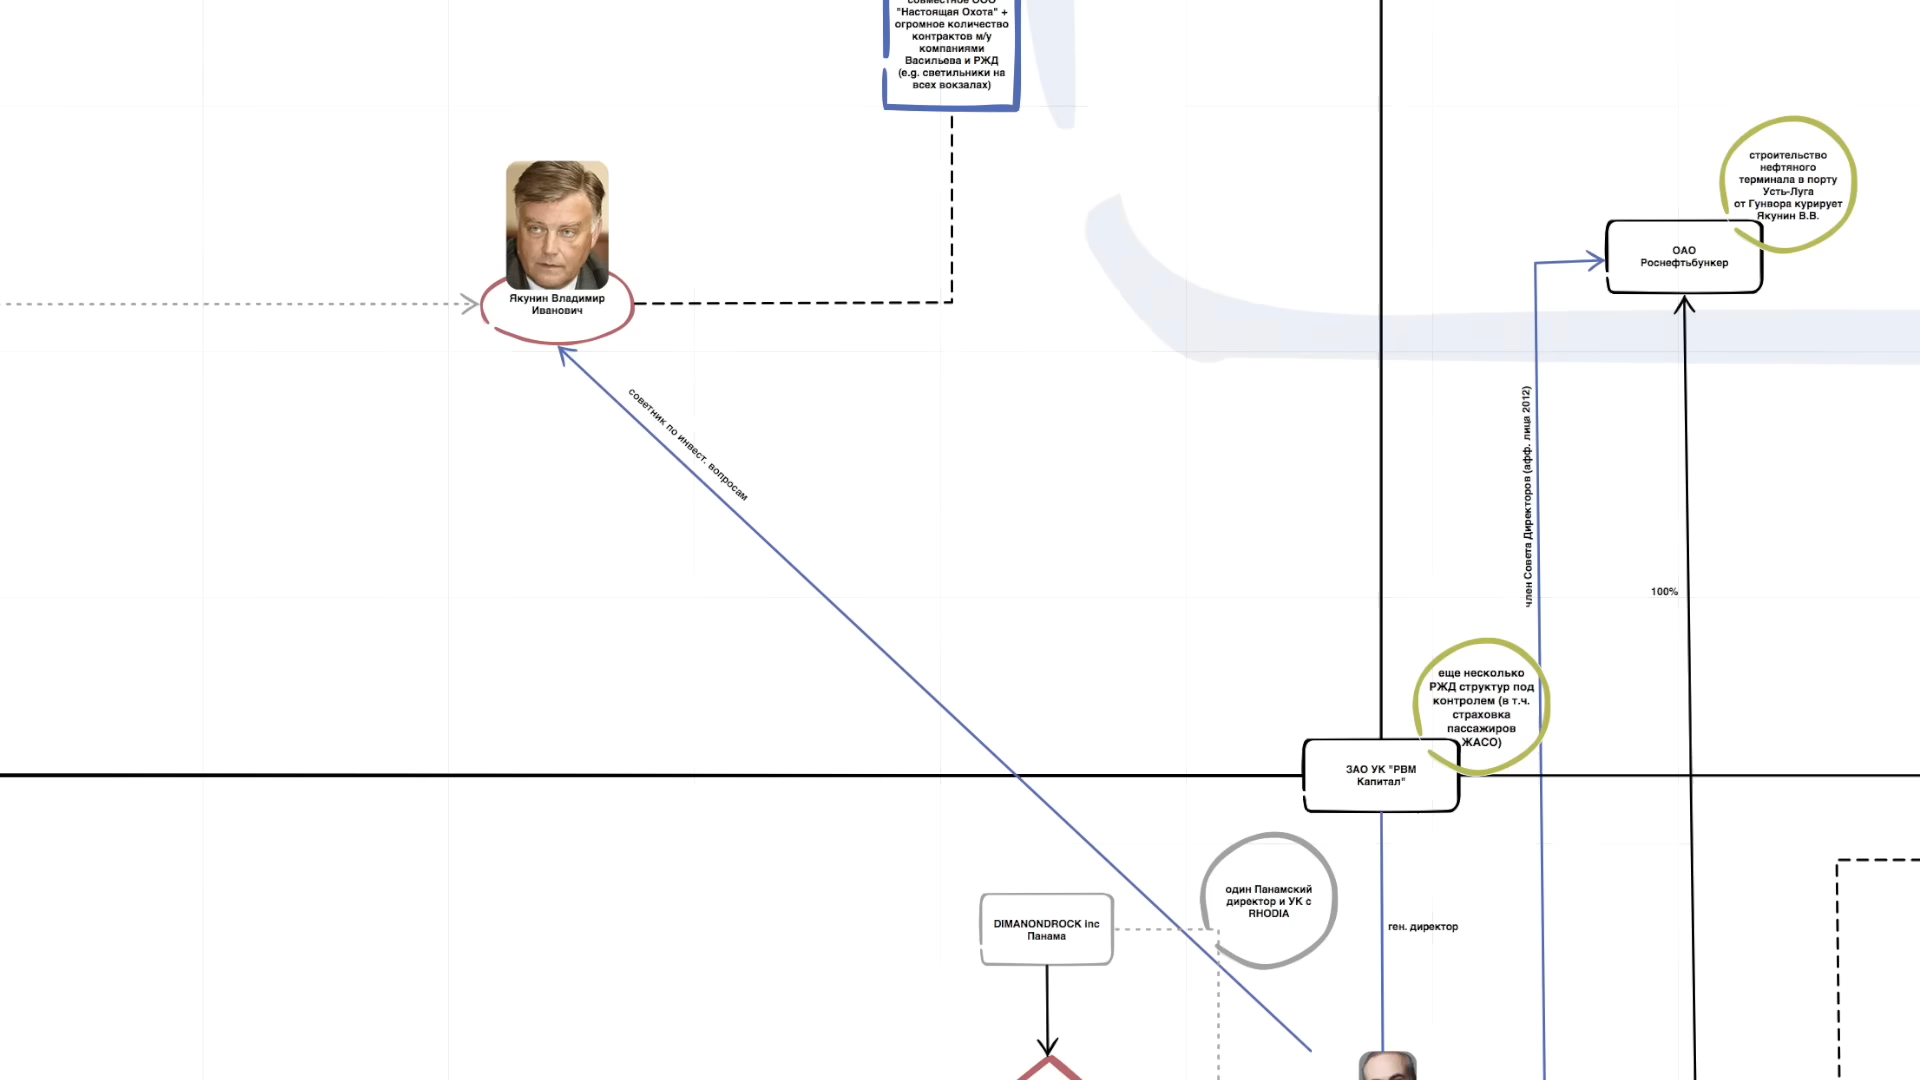 совместное ООО
"Настоящая Охота" +
огромное количество
контрактов м/у
компаниями
Васильева и РЖД
(e.g. светильники на
всех вокзалах)
строительство
нефтяного
терминала в порту
Усть-Луга
от Гунвора курирует
Якунин В.В.
ОАО
Роснефтьбункер
Якунин Владимир
Иванович
советник по инвест. вопросам
член Совета Директоров (афф. лица 2012)
100%
еще несколько
РЖД структур под
контролем (в т.ч.
страховка
пассажиров
ЖАСО)
ЗАО УК "РВМ
Капитал"
один Панамский
директор и УК с
RHODIA
DIMANONDROCK inc
Панама
ген. директор